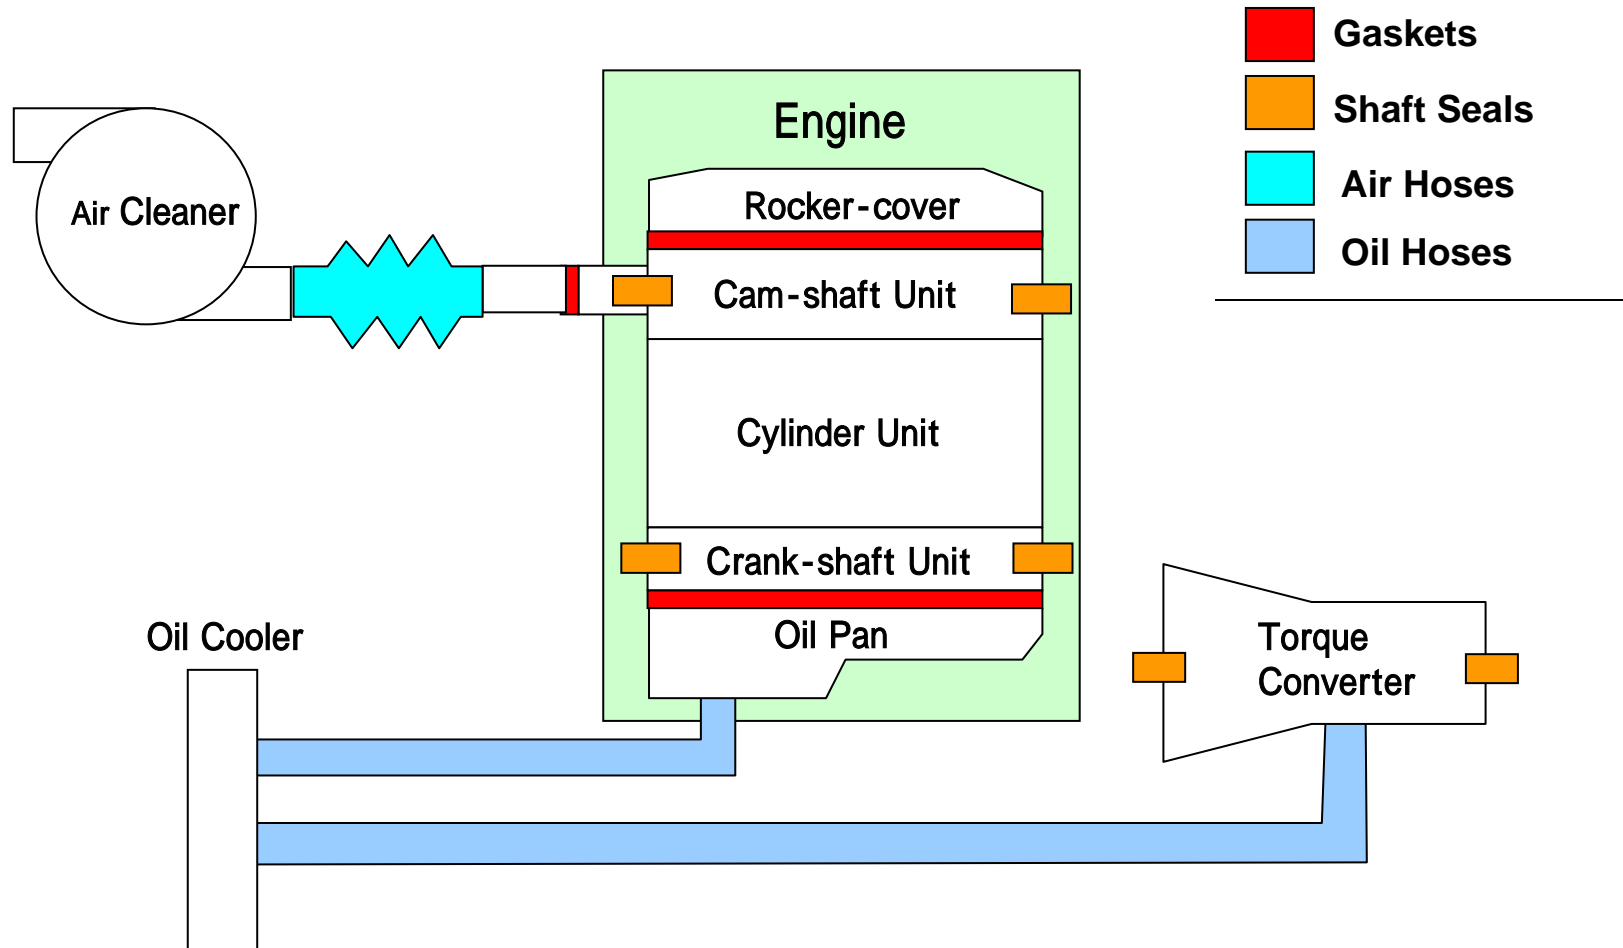 Gaskets
Shaft Seals
Air Hoses
Oil Hoses
Engine
Air Cleaner
Rocker-cover
Cam-shaft Unit
Cylinder Unit
Crank-shaft Unit
Oil Pan
Oil Cooler
Torque
Converter